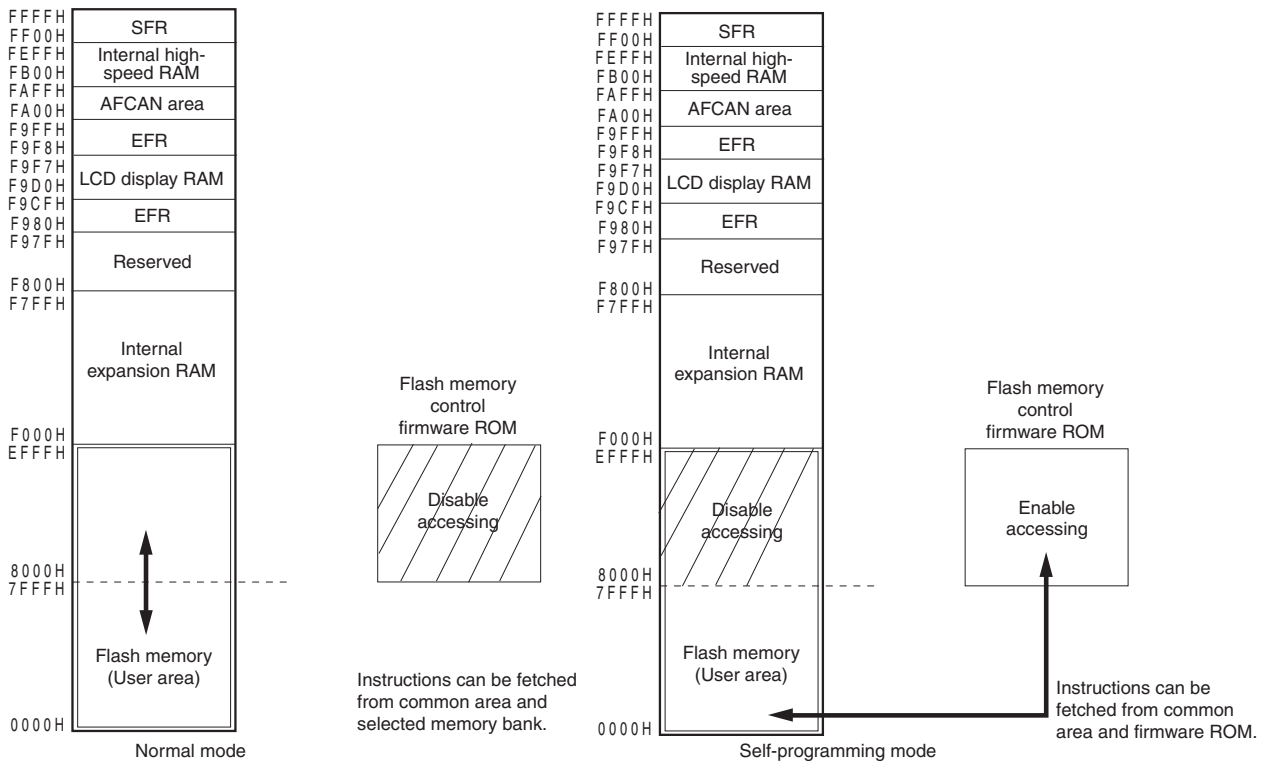 FFFFH
SFR
FF00H
FEFFH
Internal high-
speed RAM
FB00H
FAFFH
AFCAN area
FA00H
F9FFH
EFR
F9F8H
F9F7H
LCD display RAM
F9D0H
F9CFH
EFR
F980H
F97FH
Reserved
F800H
F7FFH
Internal
expansion RAM
F000H
EFFFH
8000H
7FFFH
Flash memory
(User area)
0000H
Normal mode
Flash memory
control
firmware ROM
Disable
accessing
Instructions can be fetched
from common area and
selected memory bank.
FFFFH
SFR
FF00H
FEFFH
Internal high-
speed RAM
FB00H
FAFFH
AFCAN area
FA00H
F9FFH
EFR
F9F8H
F9F7H
LCD display RAM
F9D0H
F9CFH
EFR
F980H
F97FH
Reserved
F800H
F7FFH
Internal
expansion RAM
F000H
EFFFH
Disable
accessing
8000H
7FFFH
Flash memory
(User area)
0000H
Self-programming mode
Flash memory
control
firmware ROM
Enable
accessing
Instructions can be
fetched from common
area and firmware ROM.